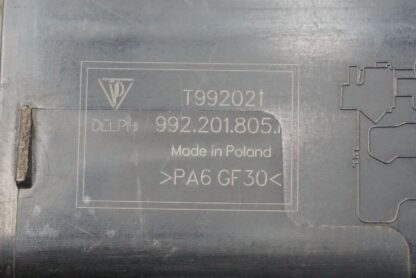 T99202
DELPHI 992.201.805.
Made in Poland
>PA6 GF30<